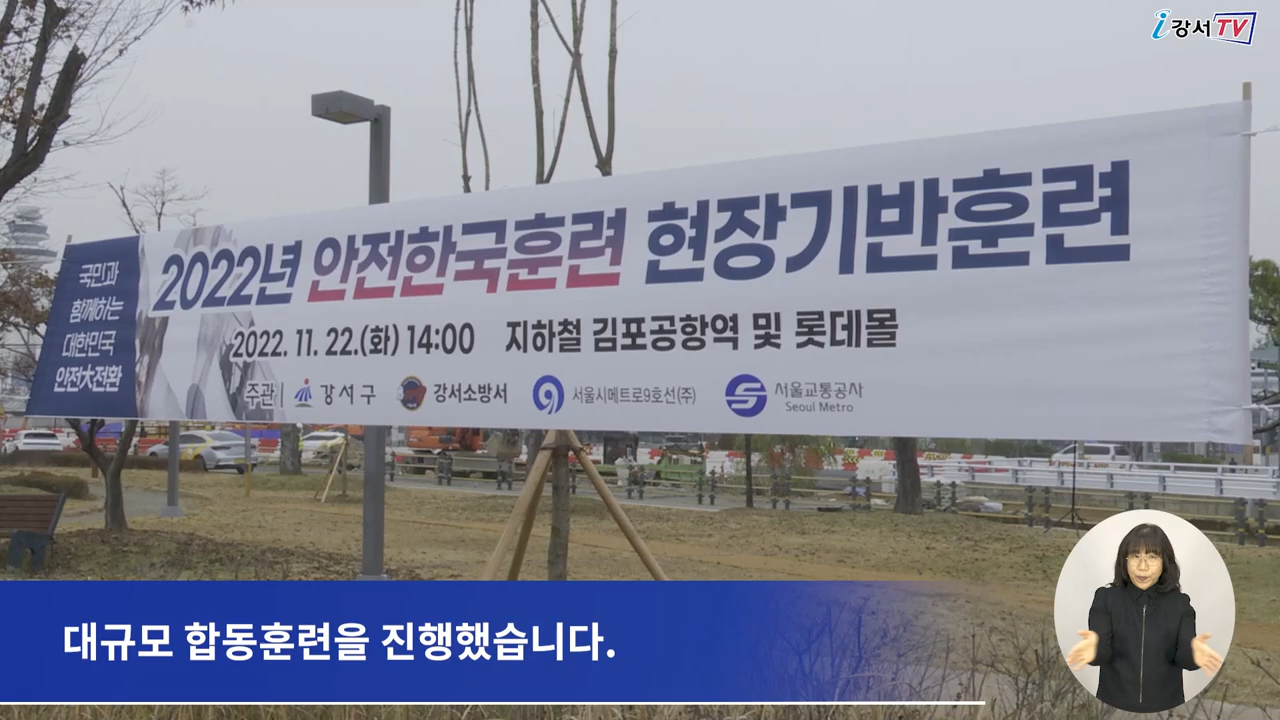 i강서TV
국민과
함께하는
대한민국
안전大전환
2022년 안전한국훈련 현장기반훈련
2022. 11. 22.(화) 14:00 지하철 김포공항역 및 롯데몰
주관 | 강서구 강서소방서 9 서울시메트로9호선(주) 서울교통공사
Seoul Metro
대규모 합동훈련을 진행했습니다.